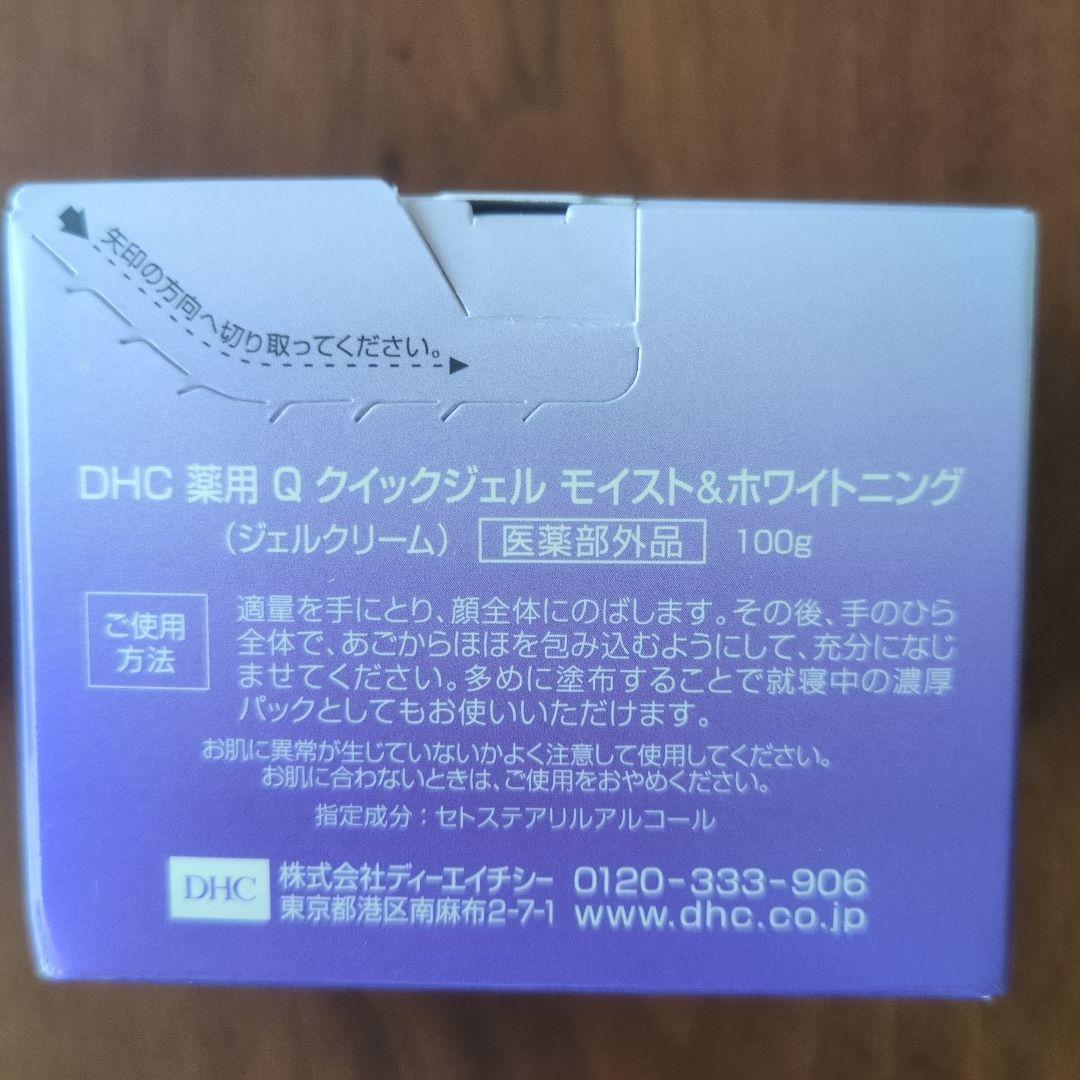 矢印の方向へ切り取ってください。
DHC 薬用 Q クイックジェル モイスト&ホワイトニング
(ジェルクリーム) 医薬部外品 100g
ご使用
方法
適量を手にとり、顔全体にのばします。その後、手のひら
全体で、あごからほほを包み込むようにして、充分になじ
ませてください。多めに塗布することで就寝中の濃厚
パックとしてもお使いいただけます。
お肌に異常が生じていないかよく注意して使用してください。
お肌に合わないときは、ご使用をおやめください。
指定成分:セトステアリルアルコール
DHC 株式会社ディーエイチシー 0120-333-906
東京都港区南麻布2-7-1 www.dhc.co.jp